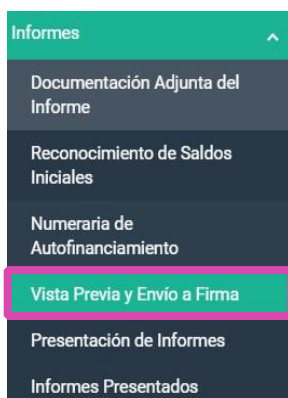 Informes
Documentación Adjunta del
Informe
Reconocimiento de Saldos
Iniciales
Numeraria de
Autofinanciamiento
Vista Previa y Envío a Firma
Presentación de Informes
Informes Presentados